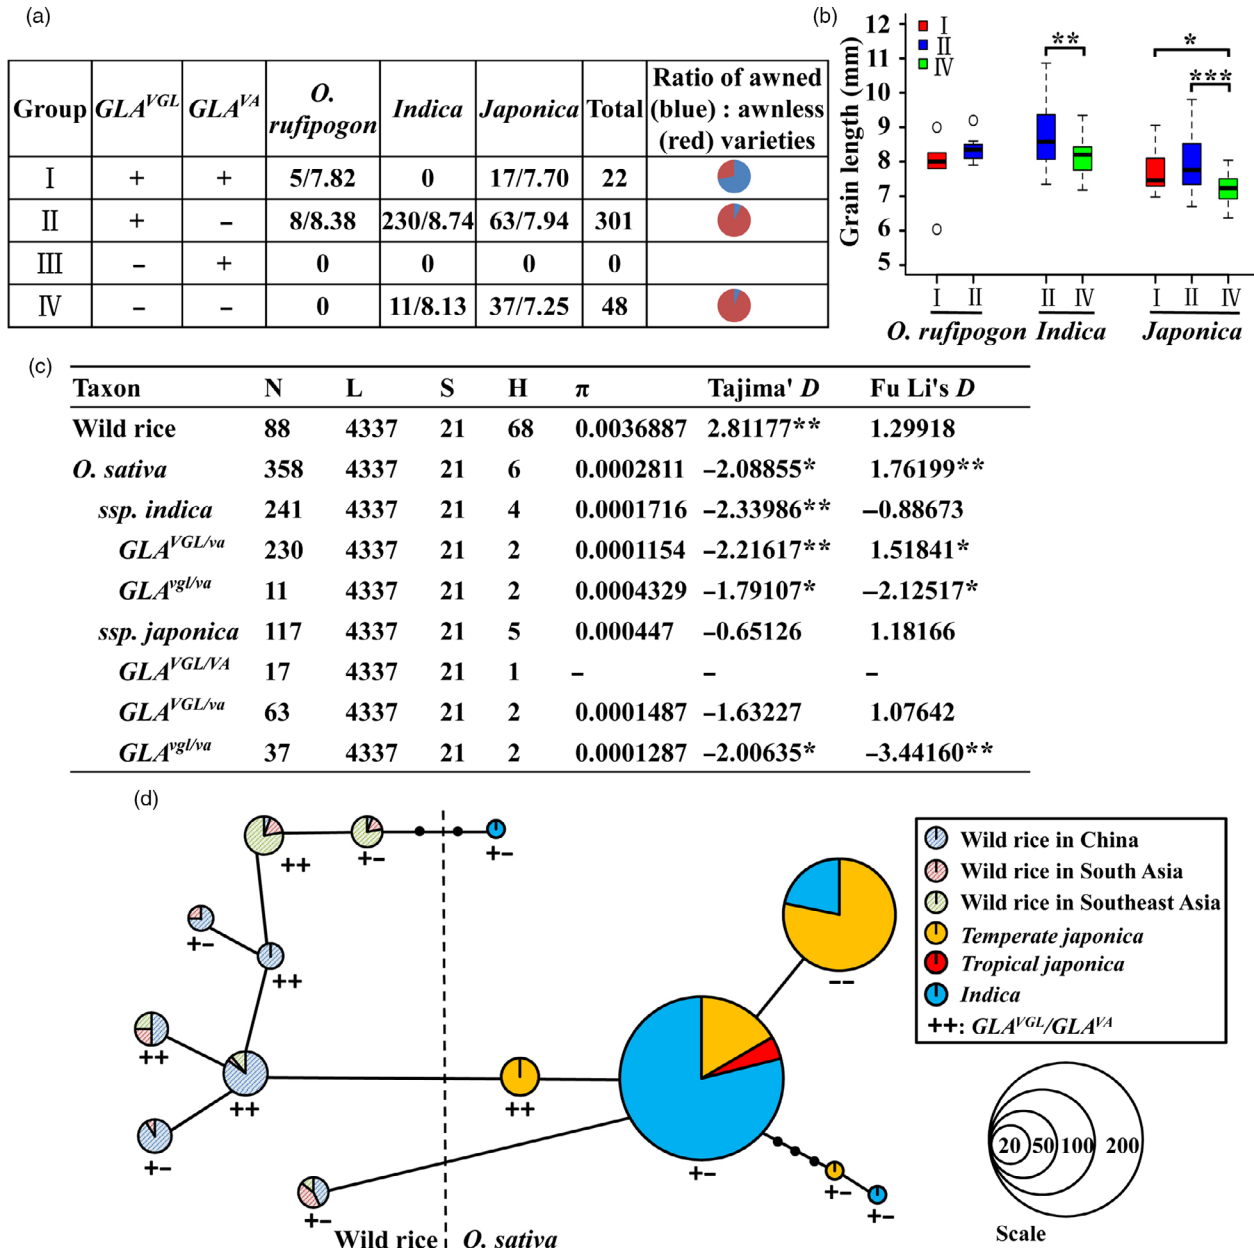 (a)
Group GLA^VGL GLA^VA O. rufipogon Indica Japonica Total Ratio of awned (blue) : awnless (red) varieties
I + + 5/7.82 0 17/7.70 22
II + – 8/8.38 230/8.74 63/7.94 301
III – + 0 0 0 0
IV – – 0 11/8.13 37/7.25 48
(b)
Grain length (mm)
12
11
10
9
8
7
6
5
I
II
IV
** * ***
I II II IV I II IV
O. rufipogon Indica Japonica
(c)
Taxon N L S H π Tajima' D Fu Li's D
Wild rice 88 4337 21 68 0.0036887 2.81177** 1.29918
O. sativa 358 4337 21 6 0.0002811 –2.08855* 1.76199**
ssp. indica 241 4337 21 4 0.0001716 –2.33986** –0.88673
GLA^VGL/va 230 4337 21 2 0.0001154 –2.21617** 1.51841*
GLA^vgl/va 11 4337 21 2 0.0004329 –1.79107* –2.12517*
ssp. japonica 117 4337 21 5 0.000447 –0.65126 1.18166
GLA^VGL/VA 17 4337 21 1 – – –
GLA^VGL/va 63 4337 21 2 0.0001487 –1.63227 1.07642
GLA^vgl/va 37 4337 21 2 0.0001287 –2.00635* –3.44160**
(d)
++ +– +–
+–
++
++
++
+–
+–
++
+–
––
+–
+–
Wild rice O. sativa
Wild rice in China
Wild rice in South Asia
Wild rice in Southeast Asia
Temperate japonica
Tropical japonica
Indica
++: GLA^VGL/GLA^VA
20 50 100 200
Scale